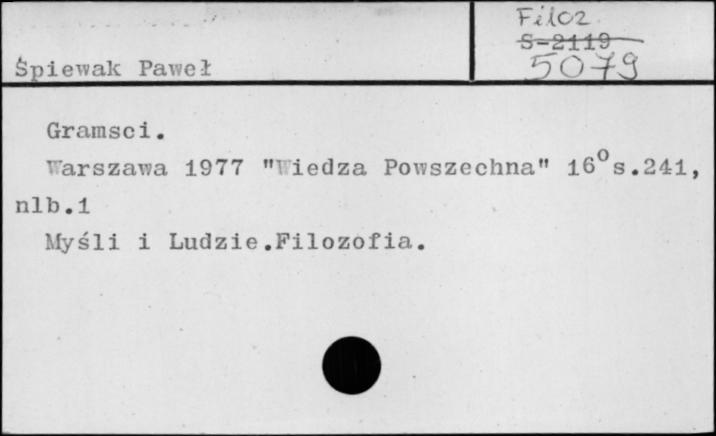 Filoz.
S-2119
5079
Śpiewak Paweł
Gramsci.
Warszawa 1977 "Wiedza Powszechna" 16° s.241,
nlb.1
Myśli i Ludzie.Filozofia.